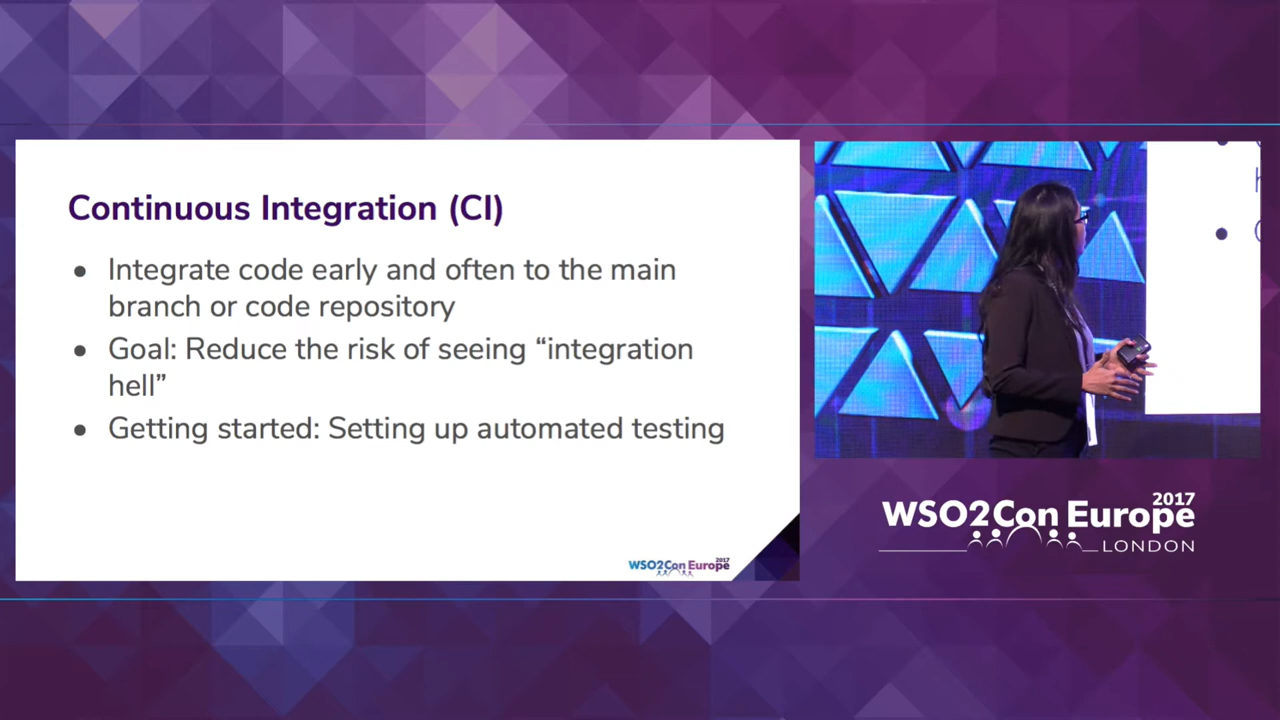 Continuous Integration (CI)
● Integrate code early and often to the main
branch or code repository
● Goal: Reduce the risk of seeing “integration
hell”
● Getting started: Setting up automated testing
WSO2Con Europe 2017
WSO2Con Europe 2017
LONDON